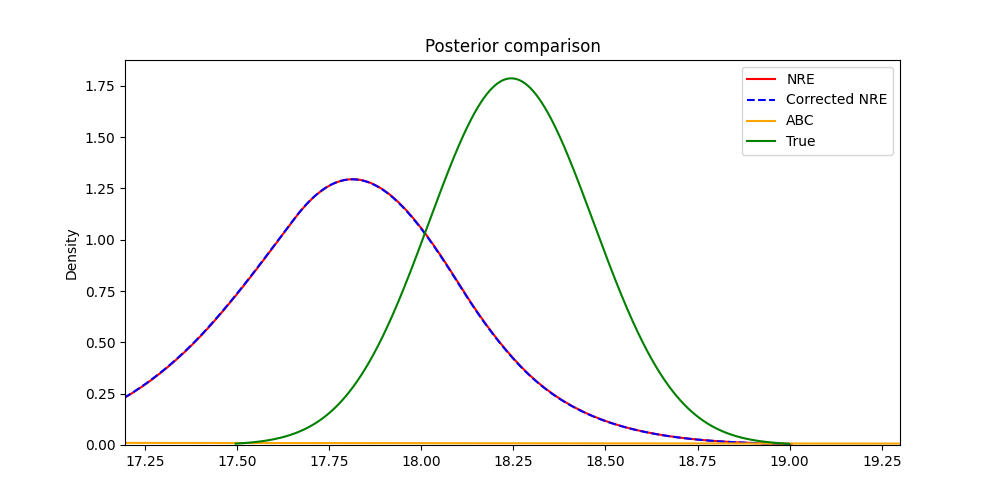 Posterior comparison
NRE
Corrected NRE
ABC
True
Density
1.75
1.50
1.25
1.00
0.75
0.50
0.25
0.00
17.25 17.50 17.75 18.00 18.25 18.50 18.75 19.00 19.25